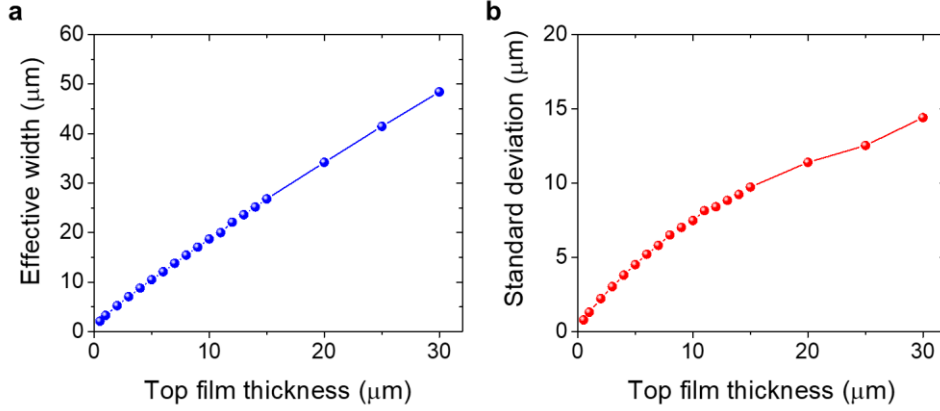 a
60
50
40
30
20
10
0
Effective width (μm)
0 10 20 30
Top film thickness (μm)
b
20
15
10
5
0
Standard deviation (μm)
0 10 20 30
Top film thickness (μm)